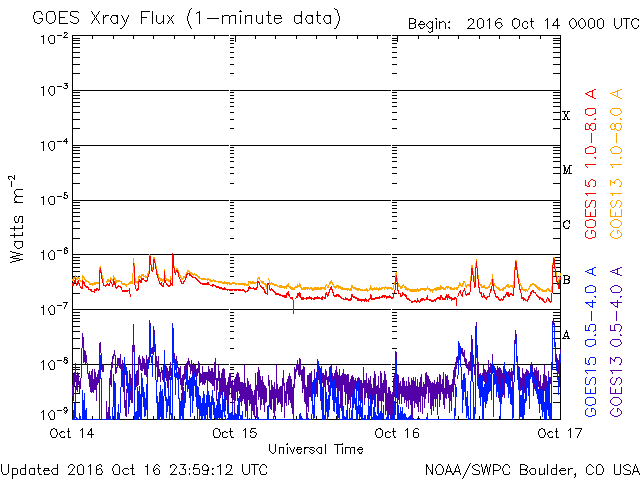 GOES Xray Flux (1-minute data)
Begin: 2016 Oct 14 0000 UTC
10⁻²
10⁻³
10⁻⁴
10⁻⁵
10⁻⁶
10⁻⁷
10⁻⁸
10⁻⁹
Watts m⁻²
X
M
C
B
A
GOES15 1.0-8.0 A
GOES13 1.0-8.0 A
GOES15 0.5-4.0 A
GOES13 0.5-4.0 A
Oct 14 Oct 15 Oct 16 Oct 17
Universal Time
Updated 2016 Oct 16 23:59:12 UTC
NOAA/SWPC Boulder, CO USA